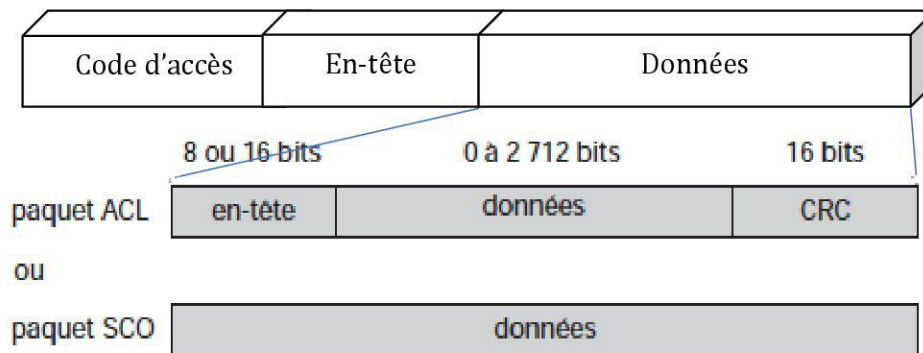 Code d'accès En-tête Données
8 ou 16 bits 0 à 2 712 bits 16 bits
paquet ACL en-tête données CRC
ou
paquet SCO données